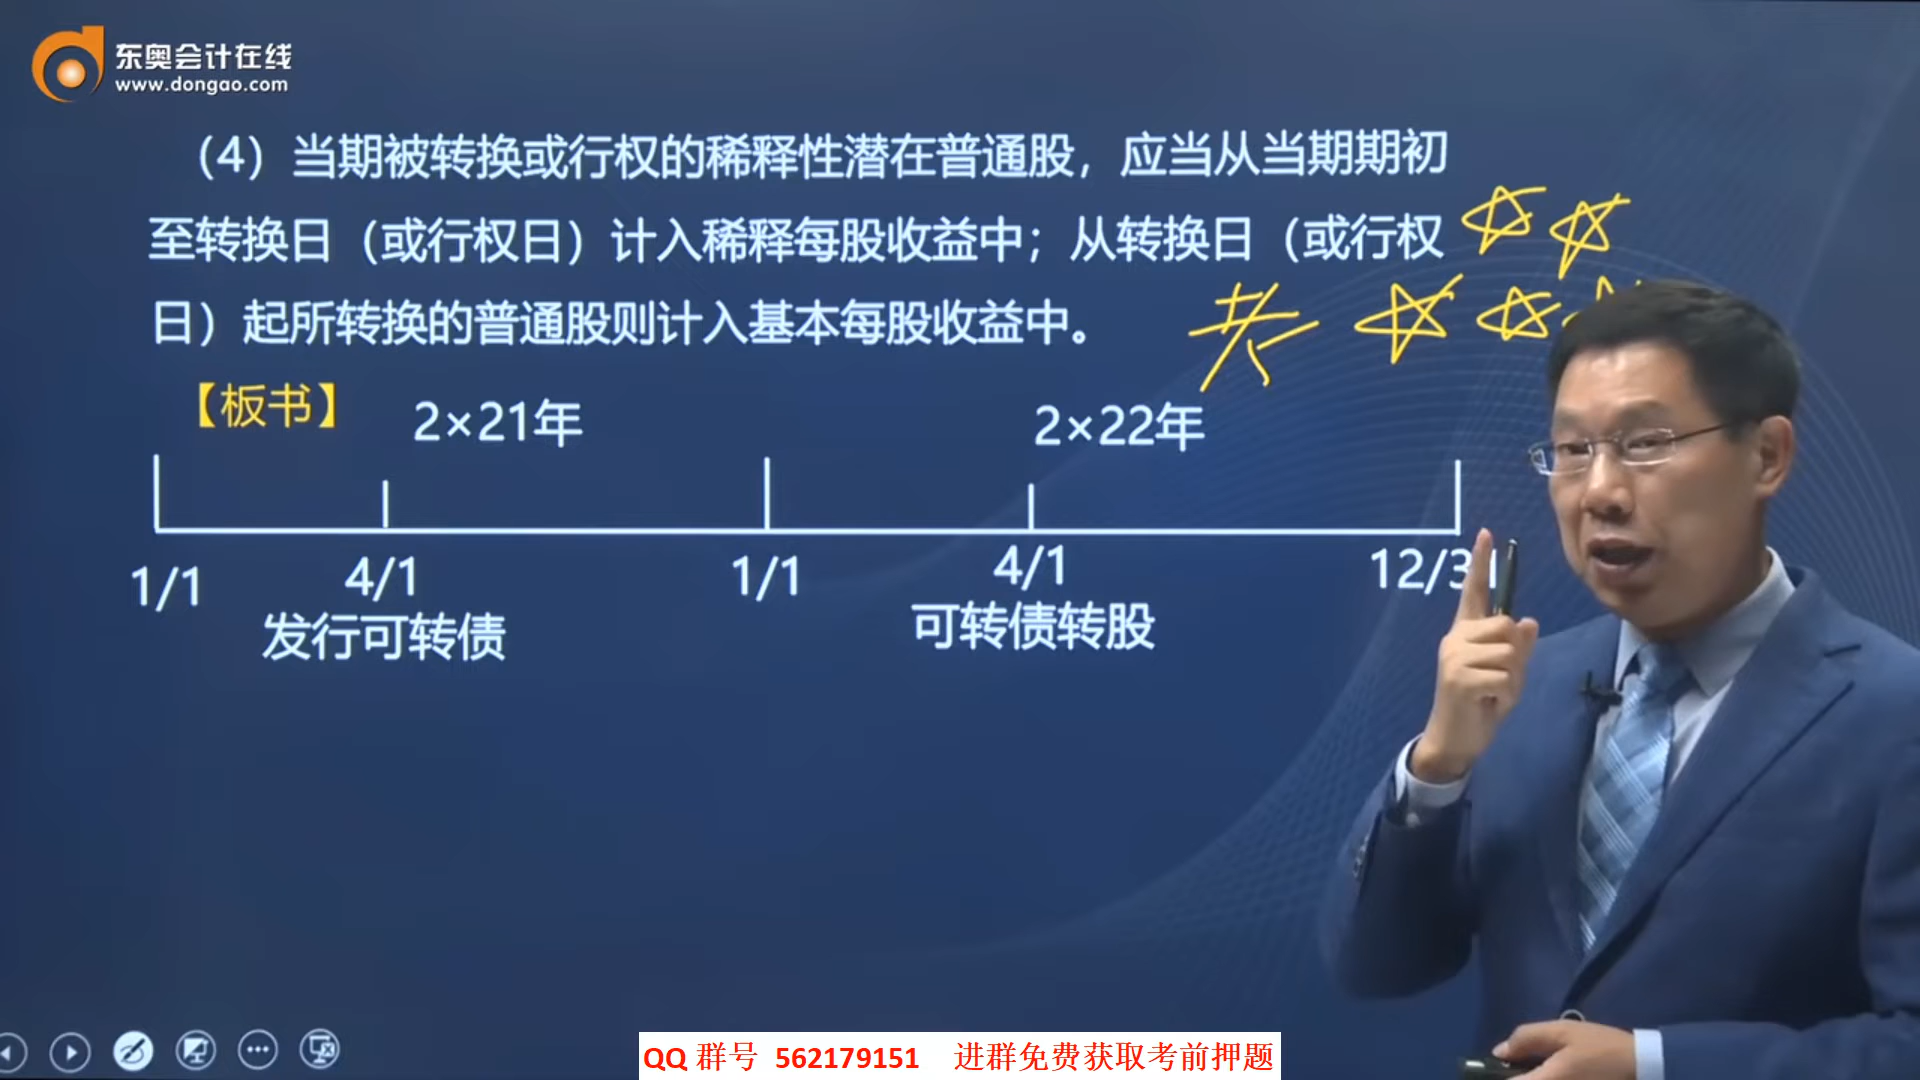 东奥会计在线
www.dongao.com
（4）当期被转换或行权的稀释性潜在普通股，应当从当期期初
至转换日（或行权日）计入稀释每股收益中；从转换日（或行权
日）起所转换的普通股则计入基本每股收益中。
【板书】
2×21年
2×22年
1/1
4/1
1/1
4/1
12/31
发行可转债
可转债转股
QQ 群号 562179151 进群免费获取考前押题